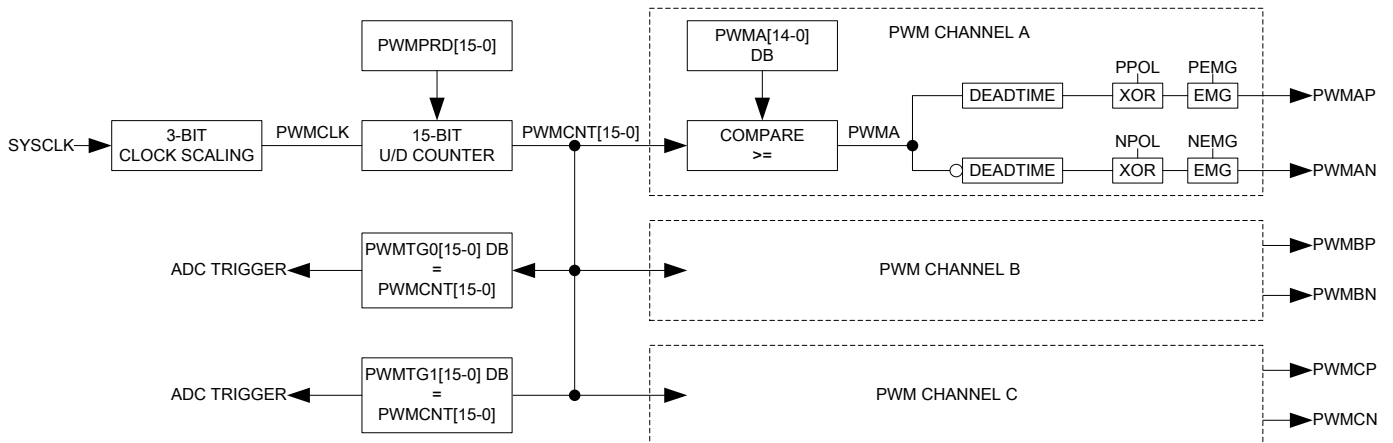 PWMPRD[15-0]
PWMA[14-0]
DB
PWM CHANNEL A
PPOL
PEMG
DEADTIME
XOR
EMG
PWMAP
SYSCLK
3-BIT
CLOCK SCALING
PWMCLK
15-BIT
U/D COUNTER
PWMCNT[15-0]
COMPARE
>=
PWMA
NPOL
NEMG
DEADTIME
XOR
EMG
PWMAN
ADC TRIGGER
PWMTG0[15-0] DB
=
PWMCNT[15-0]
PWM CHANNEL B
PWMBP
PWMBN
ADC TRIGGER
PWMTG1[15-0] DB
=
PWMCNT[15-0]
PWM CHANNEL C
PWMCP
PWMCN